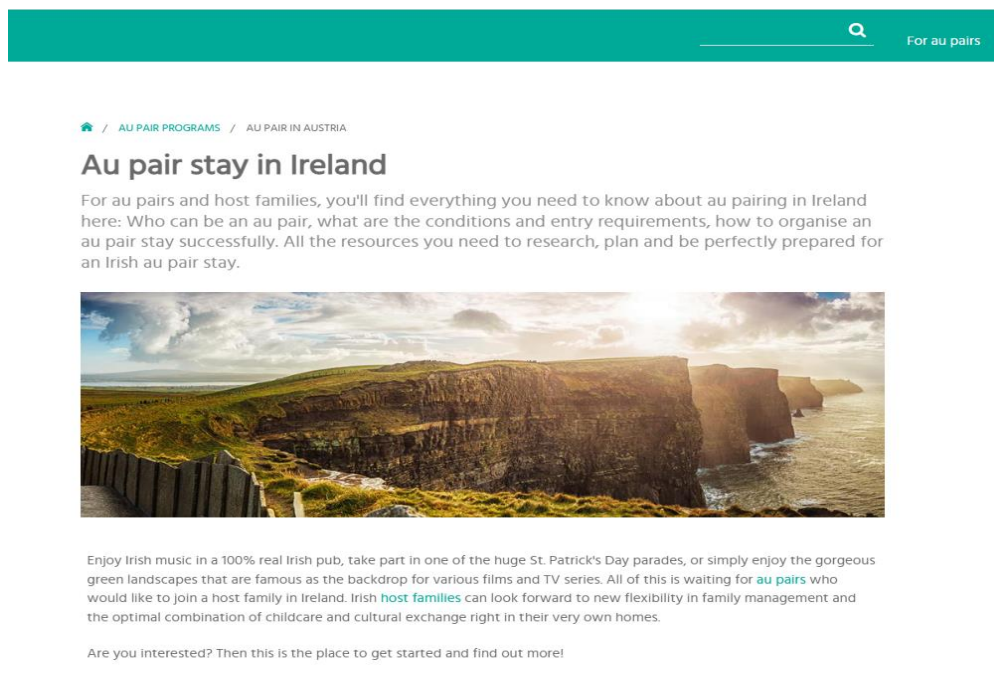 For au pairs
/ AU PAIR PROGRAMS / AU PAIR IN AUSTRIA
Au pair stay in Ireland
For au pairs and host families, you'll find everything you need to know about au pairing in Ireland
here: Who can be an au pair, what are the conditions and entry requirements, how to organise an
au pair stay successfully. All the resources you need to research, plan and be perfectly prepared for
an Irish au pair stay.
Enjoy Irish music in a 100% real Irish pub, take part in one of the huge St. Patrick's Day parades, or simply enjoy the gorgeous
green landscapes that are famous as the backdrop for various films and TV series. All of this is waiting for au pairs who
would like to join a host family in Ireland. Irish host families can look forward to new flexibility in family management and
the optimal combination of childcare and cultural exchange right in their very own homes.
Are you interested? Then this is the place to get started and find out more!